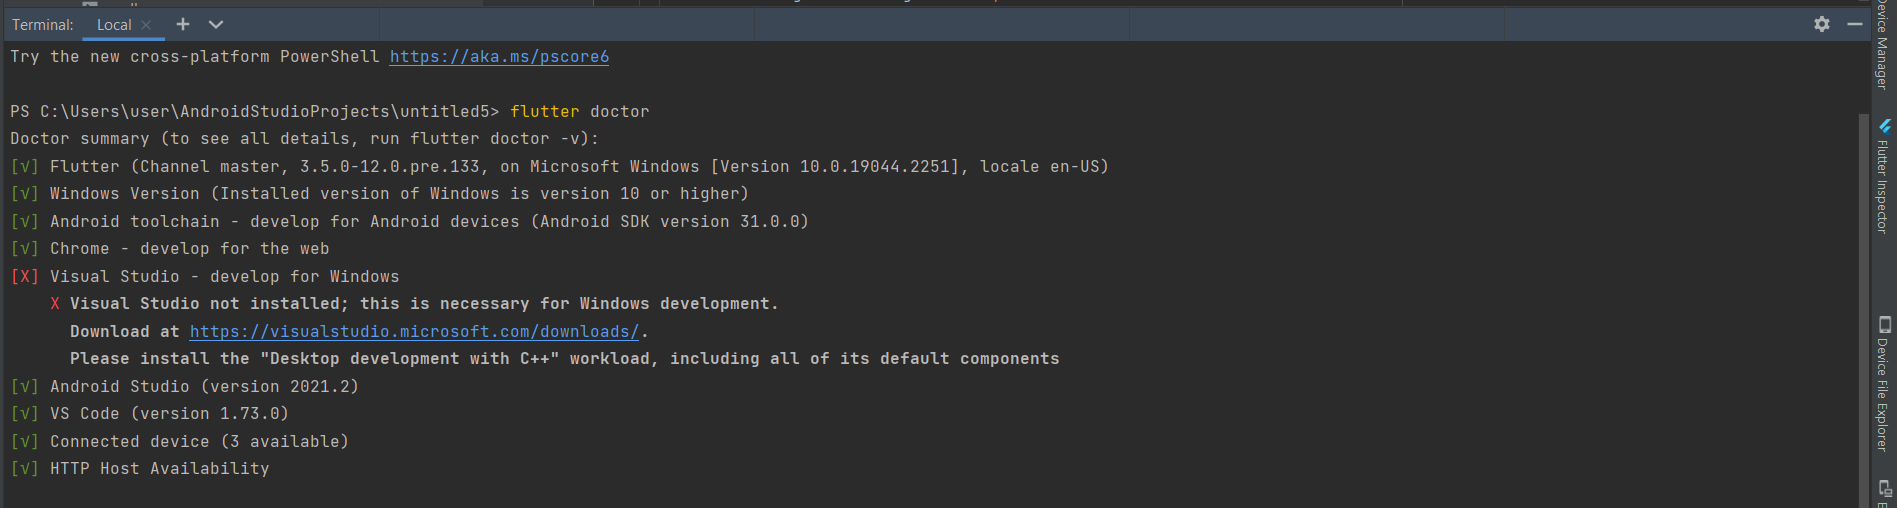 Terminal: Local
Try the new cross-platform PowerShell https://aka.ms/pscore6
PS C:\Users\user\AndroidStudioProjects\untitled5> flutter doctor
Doctor summary (to see all details, run flutter doctor -v):
[√] Flutter (Channel master, 3.5.0-12.0.pre.133, on Microsoft Windows [Version 10.0.19044.2251], locale en-US)
[√] Windows Version (Installed version of Windows is version 10 or higher)
[√] Android toolchain - develop for Android devices (Android SDK version 31.0.0)
[√] Chrome - develop for the web
[X] Visual Studio - develop for Windows
X Visual Studio not installed; this is necessary for Windows development.
Download at https://visualstudio.microsoft.com/downloads/.
Please install the "Desktop development with C++" workload, including all of its default components
[√] Android Studio (version 2021.2)
[√] VS Code (version 1.73.0)
[√] Connected device (3 available)
[√] HTTP Host Availability
Device Manager
Flutter Inspector
Device File Explorer